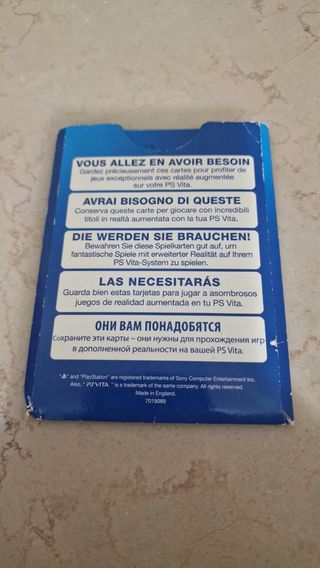 VOUS ALLEZ EN AVOIR BESOIN
Gardez précieusement ces cartes pour profiter de
jeux exceptionnels avec réalité augmentée
sur votre PS Vita.
AVRAI BISOGNO DI QUESTE
Conserva queste carte per giocare con incredibili
titoli in realtà aumentata con la tua PS Vita.
DIE WERDEN SIE BRAUCHEN!
Bewahren Sie diese Spielkarten gut auf, um
fantastische Spiele mit erweiterter Realität auf Ihrem
PS Vita-System zu spielen.
LAS NECESITARÁS
Guarda bien estas tarjetas para jugar a asombrosos
juegos de realidad aumentada en tu PS Vita.
ОНИ ВАМ ПОНАДОБЯТСЯ
Сохраните эти карты – они нужны для прохождения игр
в дополненной реальности на вашей PS Vita.
" " and "PlayStation" are registered trademarks of Sony Computer Entertainment Inc.
Also, " PSVITA " is a trademark of the same company. All rights reserved.
Made in England.
7019089